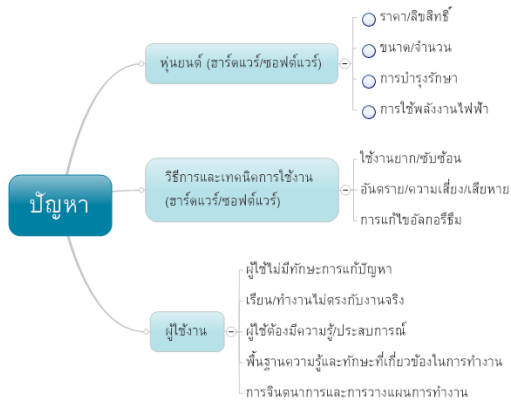 ปัญหา
หุ่นยนต์ (ฮาร์ดแวร์/ซอฟต์แวร์)
ราคา/ลิขสิทธิ์
ขนาด/จำนวน
การบำรุงรักษา
การใช้พลังงานไฟฟ้า
วิธีการและเทคนิคการใช้งาน
(ฮาร์ดแวร์/ซอฟต์แวร์)
ใช้งานยาก/ซับซ้อน
อันตราย/ความเสี่ยง/เสียหาย
การแก้ไขอัลกอรึธึม
ผู้ใช้งาน
ผู้ใช้ไม่มีทักษะการแก้ปัญหา
เรียน/ทำงานไม่ตรงกับงานจริง
ผู้ใช้ต้องมีความรู้/ประสบการณ์
พื้นฐานความรู้และทักษะที่เกี่ยวข้องในการทำงาน
การจินตนาการและการวางแผนการทำงาน